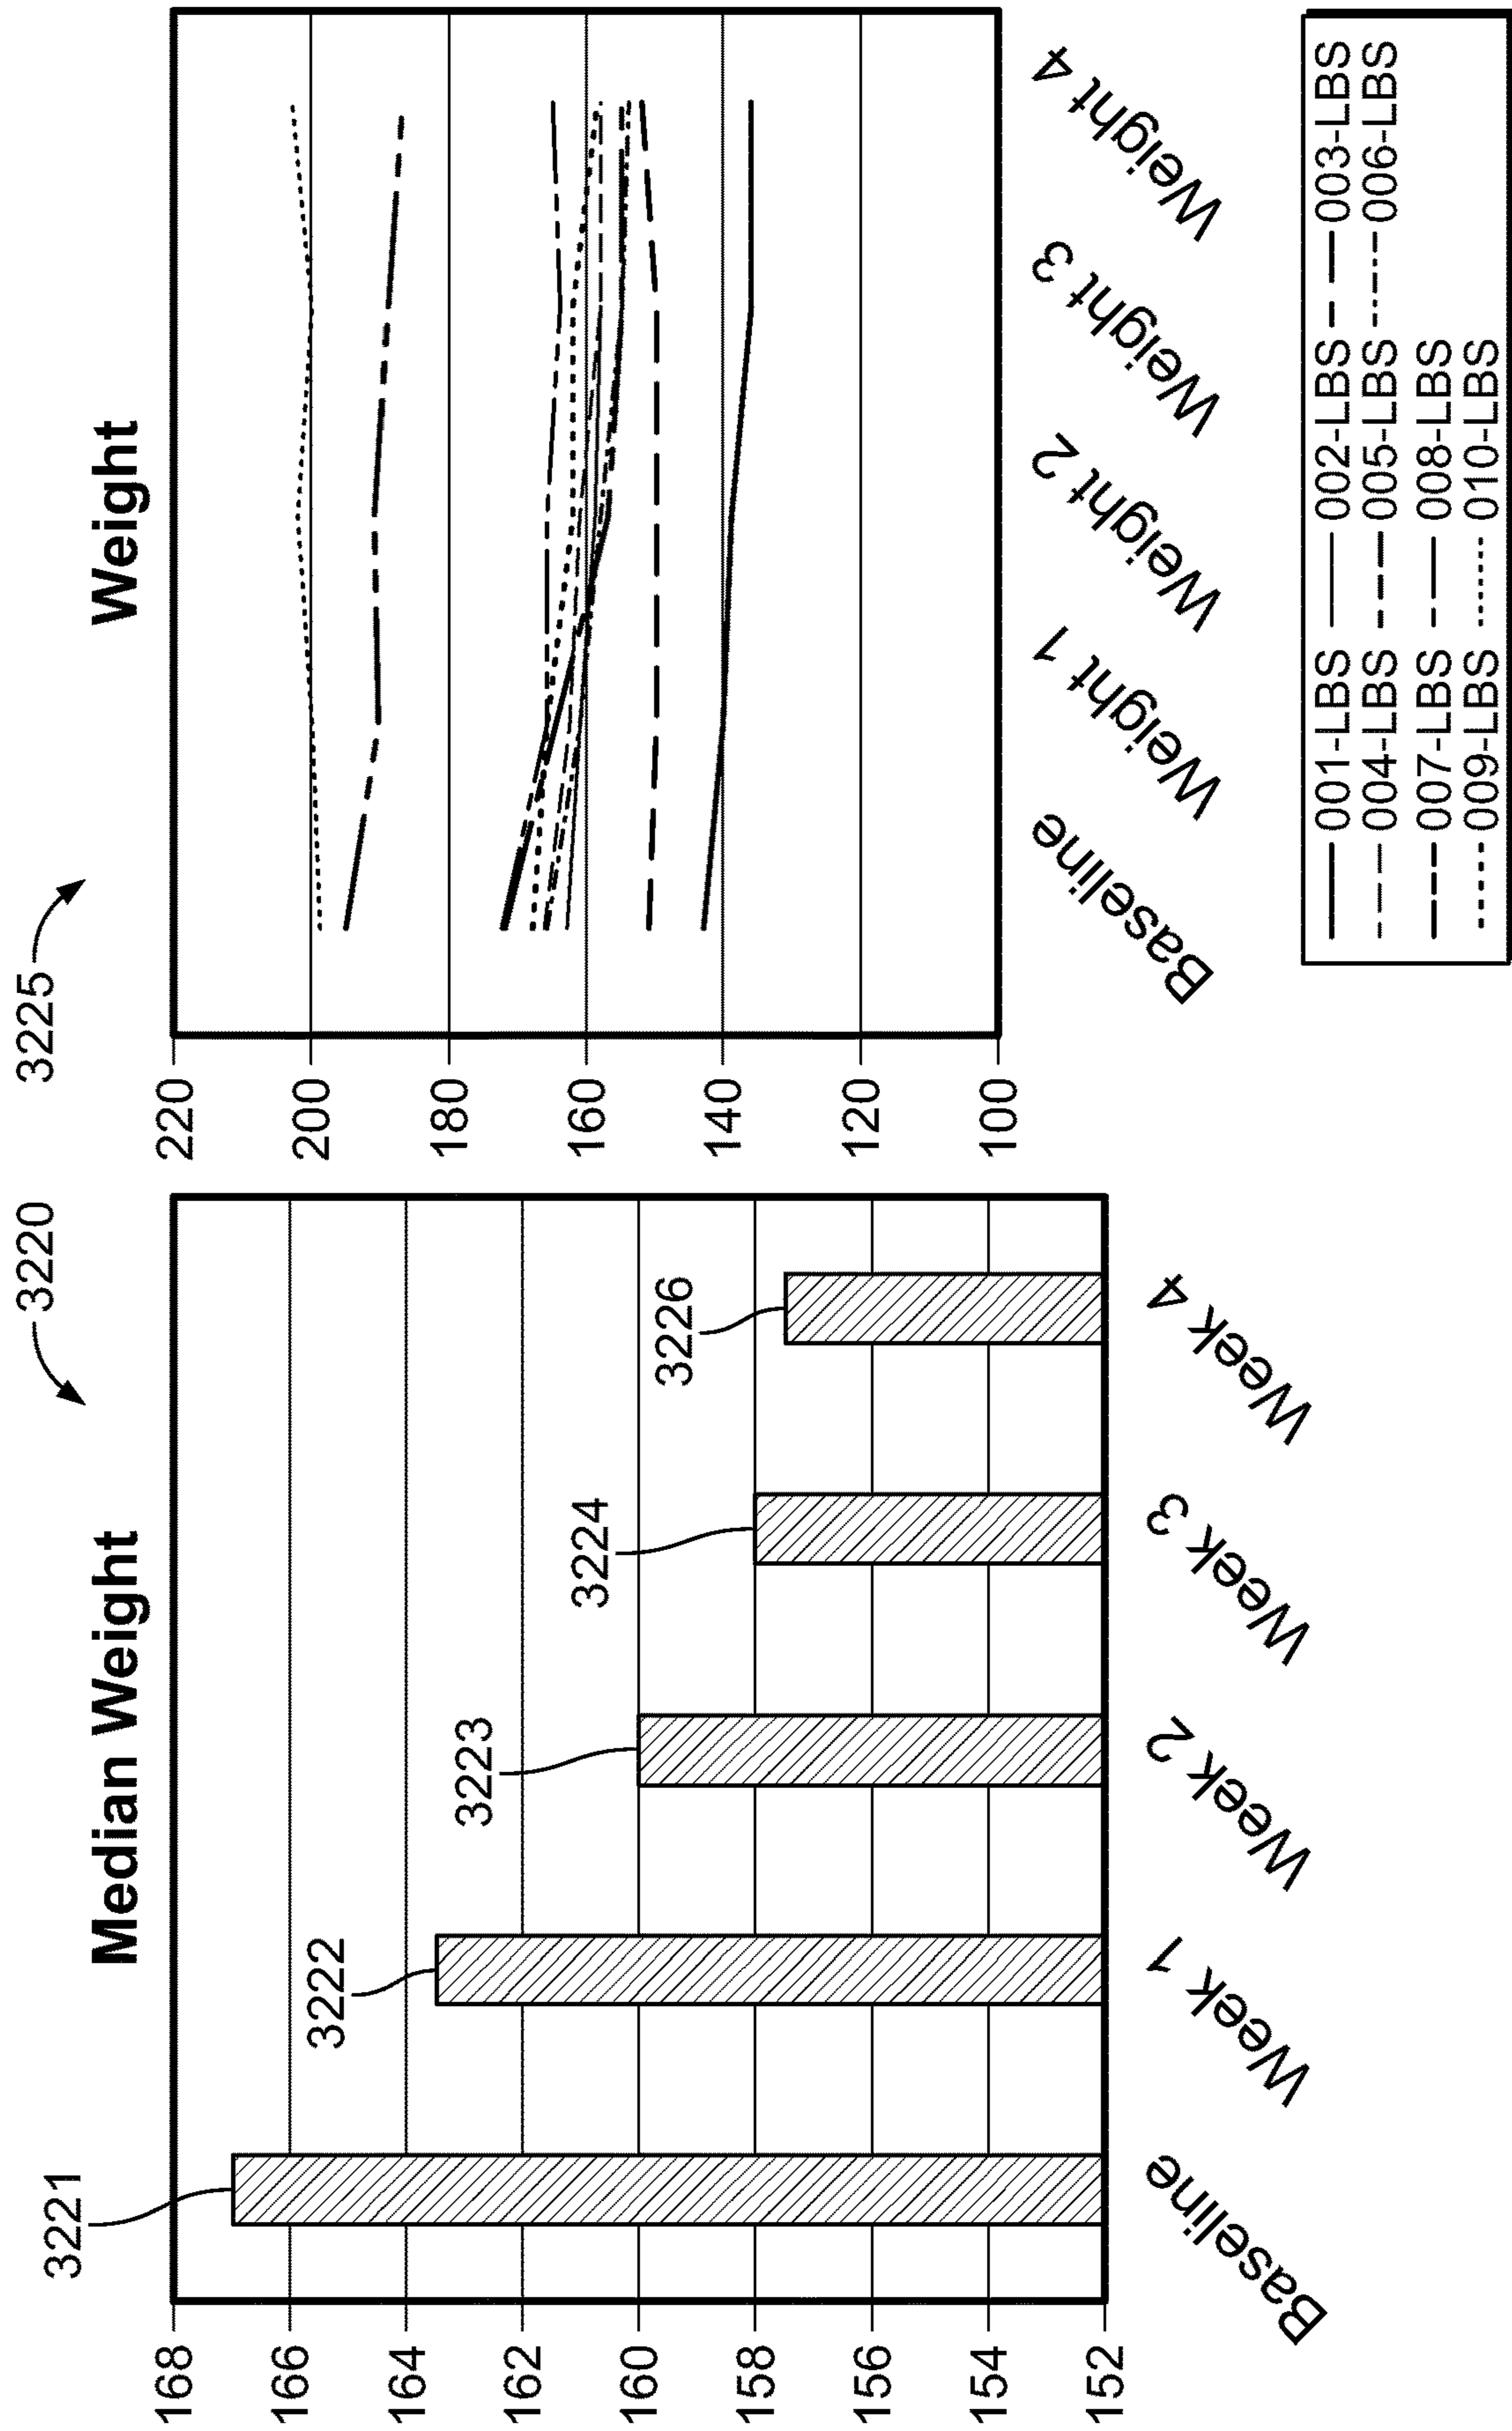 3220
Median Weight
3221
3222
3223
3224
3226
168
166
164
162
160
158
156
154
152
Baseline
Week 1
Week 2
Week 3
Week 4
3225
Weight
220
200
180
160
140
120
100
Baseline
Weight 1
Weight 2
Weight 3
Weight 4
001-LBS 002-LBS 003-LBS
004-LBS 005-LBS 006-LBS
007-LBS 008-LBS
009-LBS 010-LBS